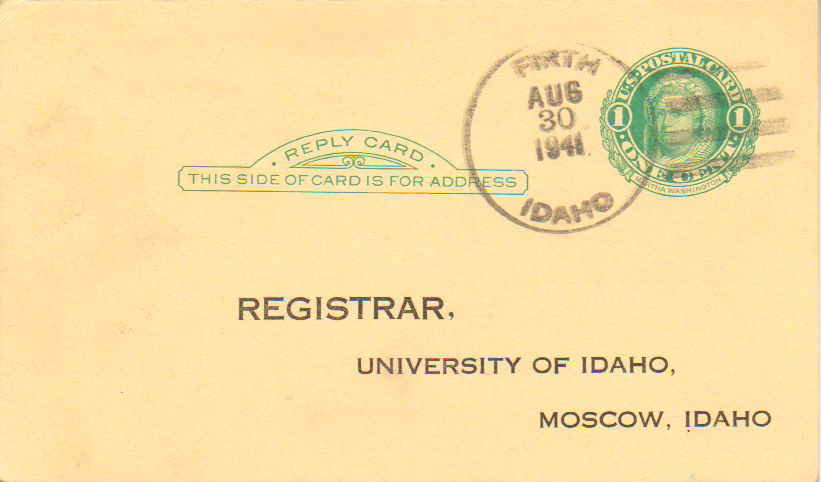 REPLY CARD
THIS SIDE OF CARD IS FOR ADDRESS
FIRTH
AUG
30
1941
IDAHO
U·S·POSTAL CARD
1 1
ONE CENT
MARTHA WASHINGTON
REGISTRAR,
UNIVERSITY OF IDAHO,
MOSCOW, IDAHO